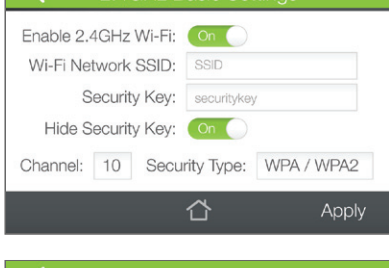 Enable 2.4GHz Wi-Fi: On
Wi-Fi Network SSID: SSID
Security Key: securitykey
Hide Security Key: On
Channel: 10 Security Type: WPA / WPA2
Apply